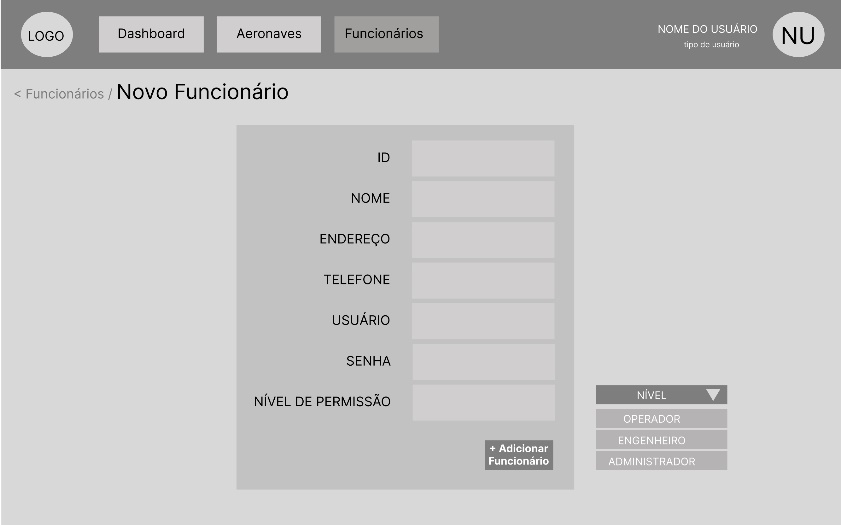 LOGO
Dashboard
Aeronaves
Funcionários
NOME DO USUÁRIO
tipo de usuário
NU
< Funcionários / Novo Funcionário
ID
NOME
ENDEREÇO
TELEFONE
USUÁRIO
SENHA
NÍVEL DE PERMISSÃO
+ Adicionar
Funcionário
NÍVEL
OPERADOR
ENGENHEIRO
ADMINISTRADOR